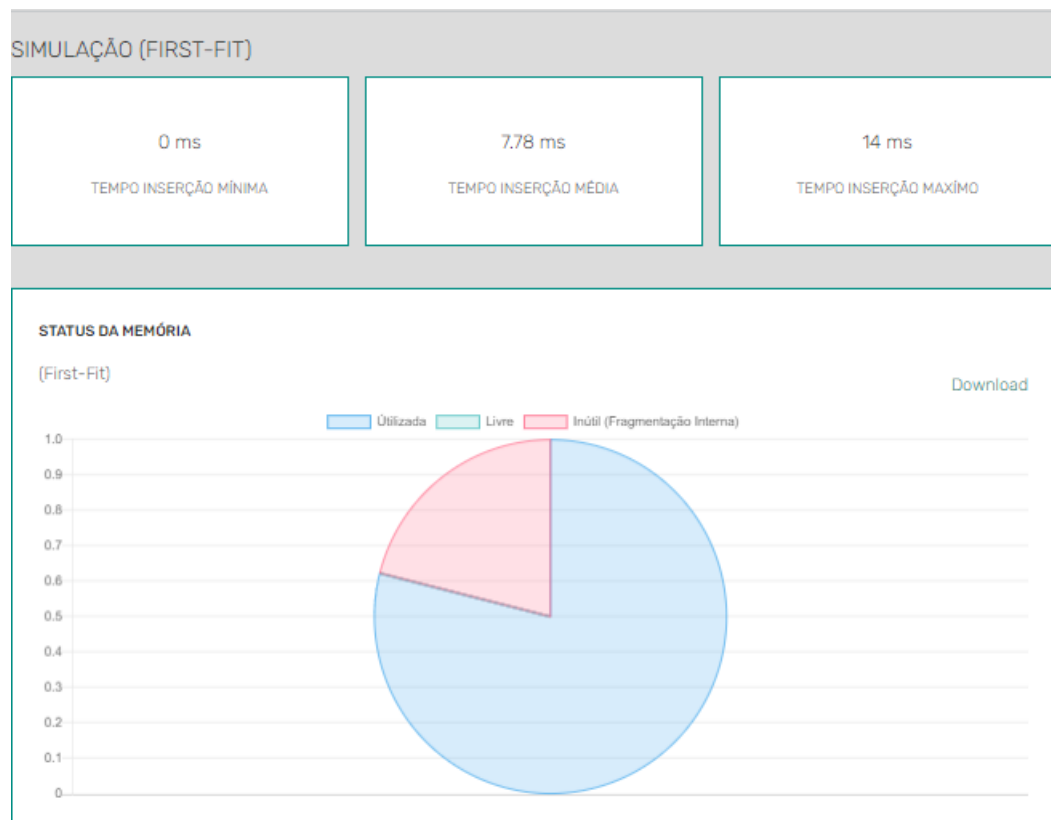 SIMULAÇÃO (FIRST-FIT)
0 ms
7.78 ms
14 ms
TEMPO INSERÇÃO MÍNIMA
TEMPO INSERÇÃO MÉDIA
TEMPO INSERÇÃO MAXÍMO
STATUS DA MEMÓRIA
(First-Fit)
Download
Útilizada
Livre
Inútil (Fragmentação Interna)
1.0
0.9
0.8
0.7
0.6
0.5
0.4
0.3
0.2
0.1
0